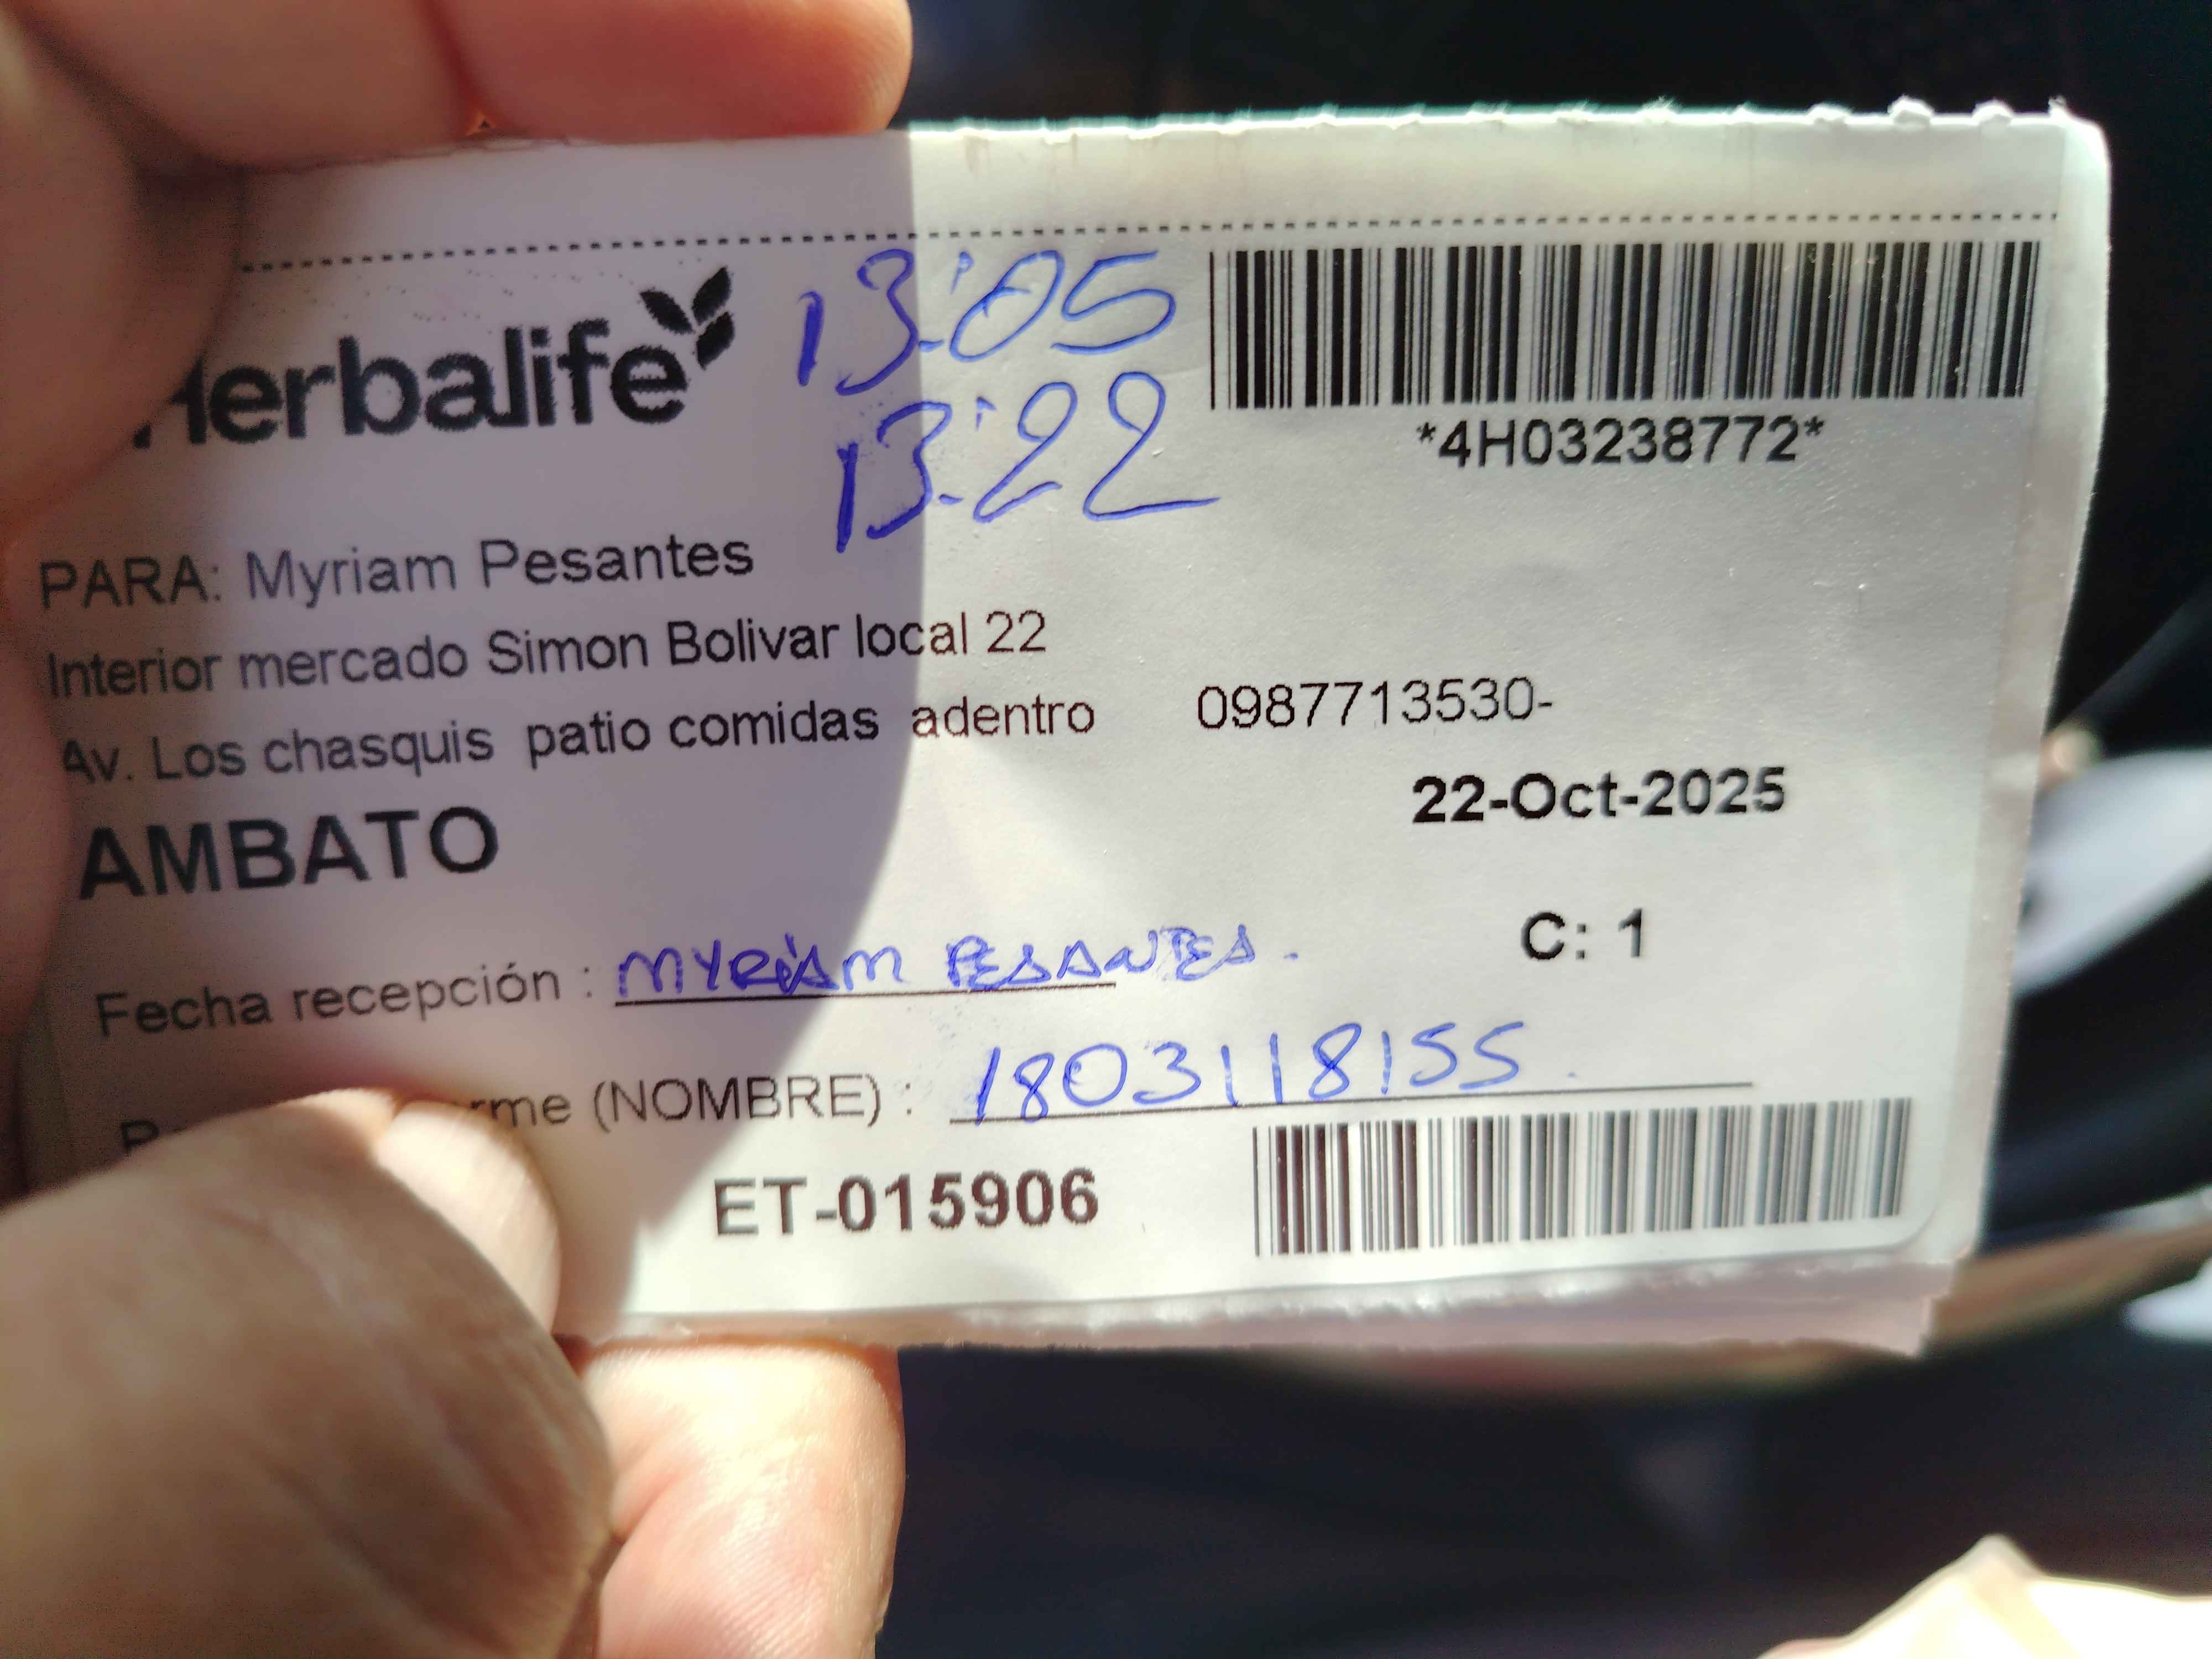 Herbalife
13:05
13:22
*4H03238772*
PARA: Myriam Pesantes
Interior mercado Simon Bolivar local 22
Av. Los chasquis patio comidas adentro 0987713530-
22-Oct-2025
AMBATO
C: 1
Fecha recepción : MYRIAM PESANTES.
(NOMBRE) : 1803118155
ET-015906